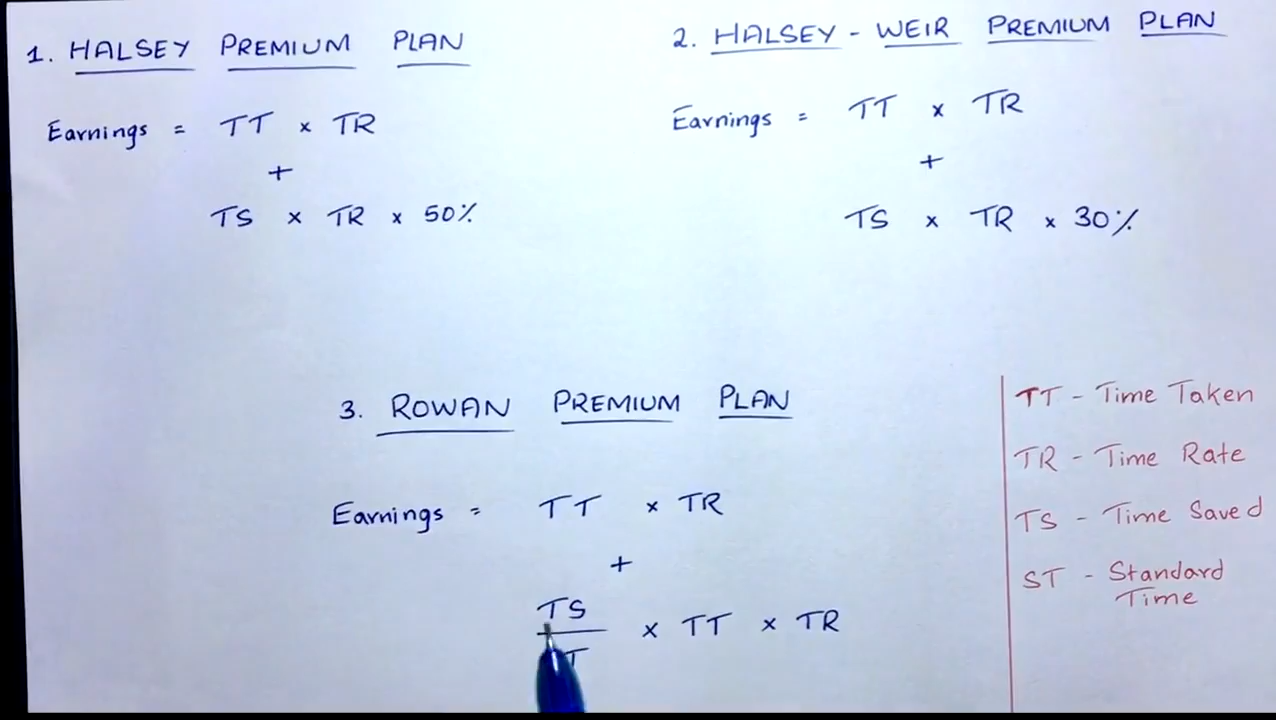 1. HALSEY PREMIUM PLAN
Earnings = TT × TR
+
TS × TR × 50%
2. HALSEY - WEIR PREMIUM PLAN
Earnings = TT × TR
+
TS × TR × 30%
3. ROWAN PREMIUM PLAN
Earnings = TT × TR
+
TS
× TT × TR
T
TT - Time Taken
TR - Time Rate
TS - Time Saved
ST - Standard
Time